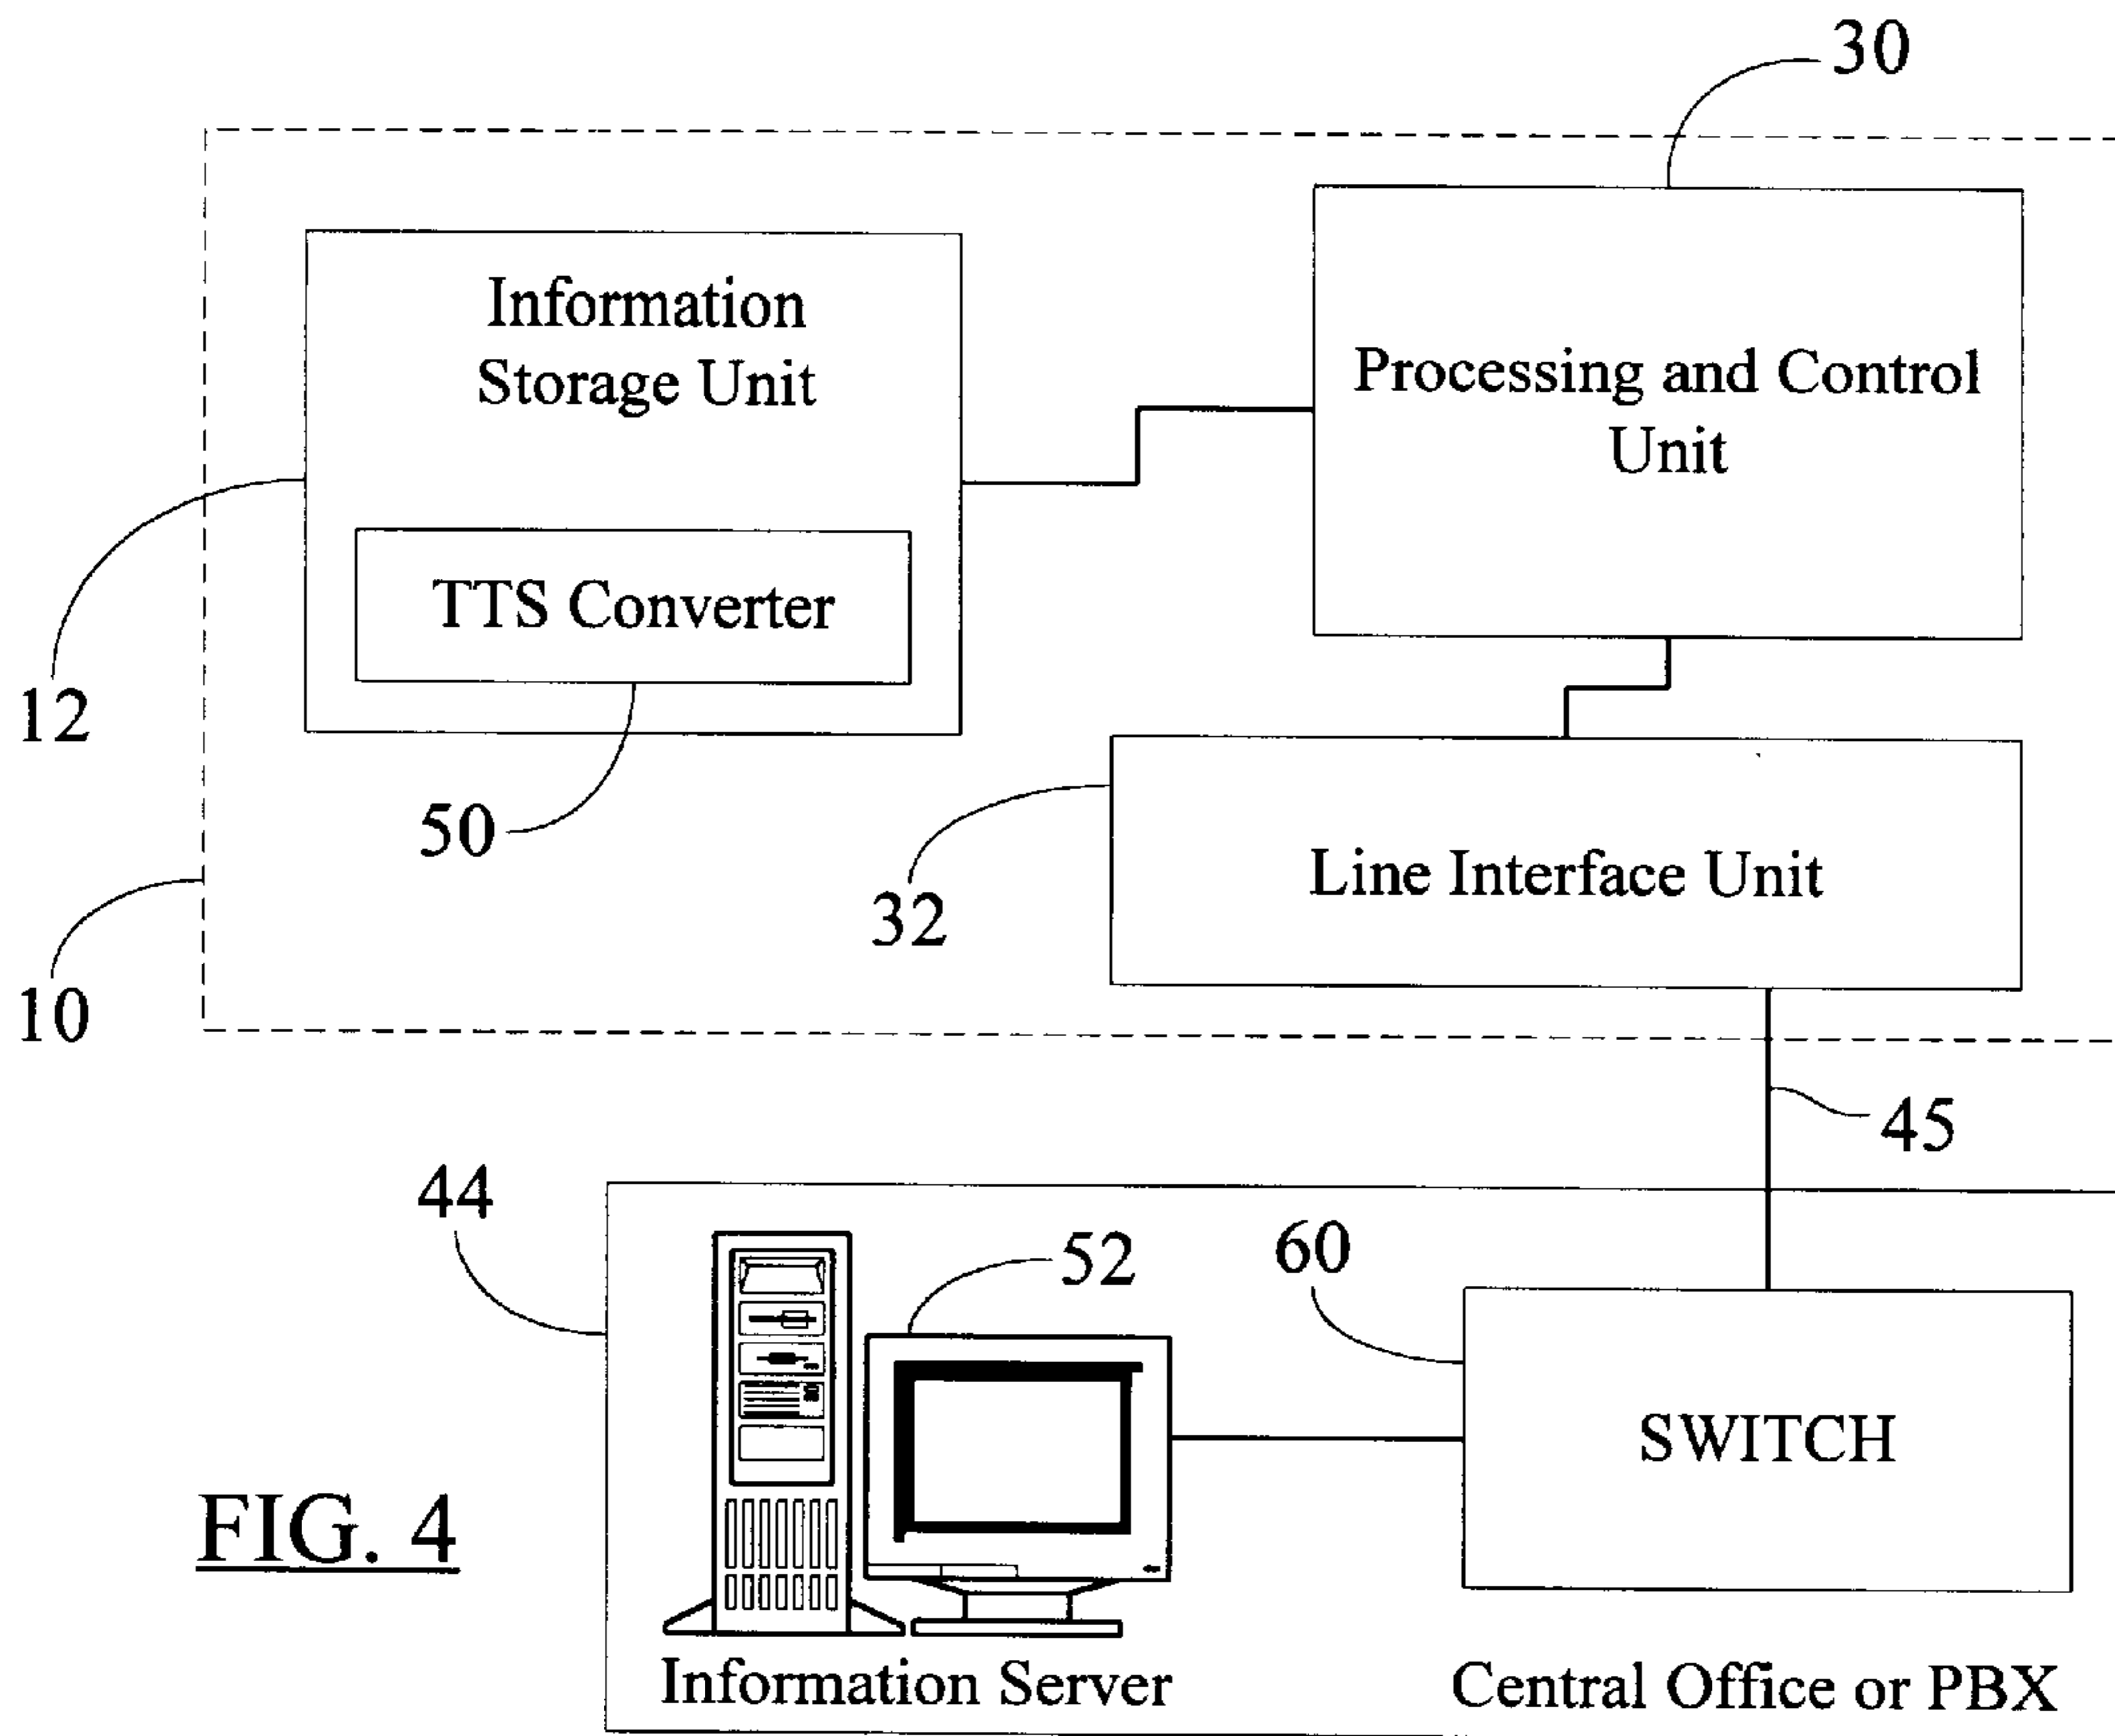 30
Information
Storage Unit
Processing and Control
Unit
TTS Converter
12
50
32
Line Interface Unit
10
45
44
52
60
SWITCH
FIG. 4
Information Server
Central Office or PBX